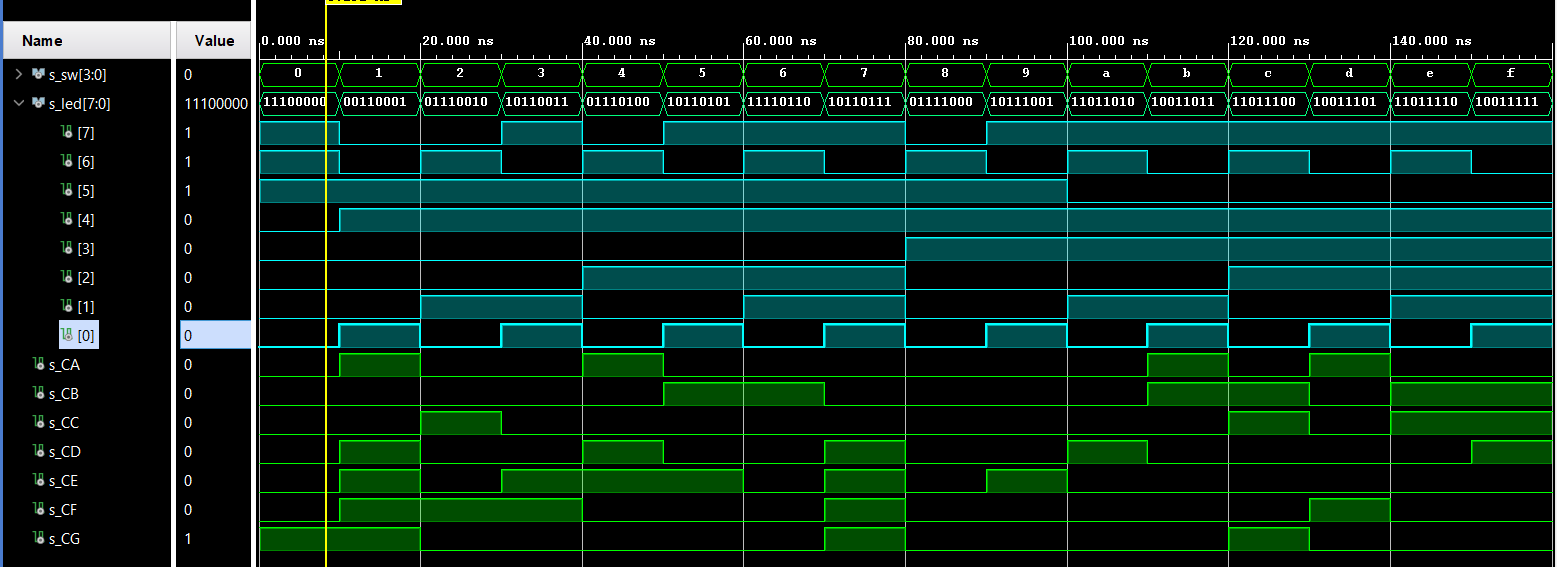 Name Value
0.000 ns 20.000 ns 40.000 ns 60.000 ns 80.000 ns 100.000 ns 120.000 ns 140.000 ns
s_sw[3:0] 0 0 1 2 3 4 5 6 7 8 9 a b c d e f
s_led[7:0] 11100000 11100000 00110001 01110010 10110011 01110100 10110101 11110110 10110111 01111000 10111001 11011010 10011011 11011100 10011101 11011110 10011111
[7] 1
[6] 1
[5] 1
[4] 0
[3] 0
[2] 0
[1] 0
[0] 0
s_CA 0
s_CB 0
s_CC 0
s_CD 0
s_CE 0
s_CF 0
s_CG 1